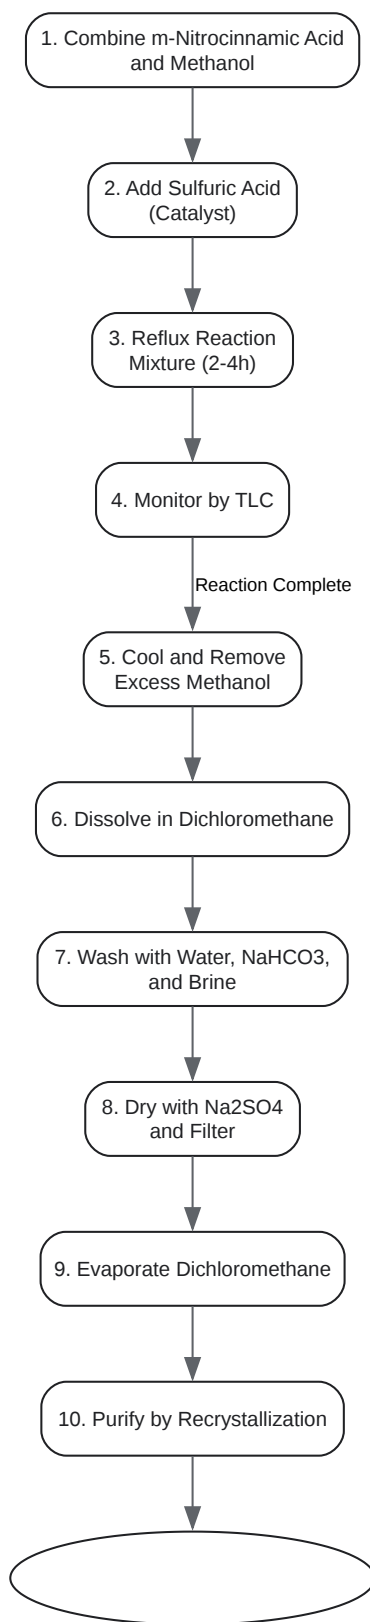 1. Combine m-Nitrocinnamic Acid
and Methanol
2. Add Sulfuric Acid
(Catalyst)
3. Reflux Reaction
Mixture (2-4h)
4. Monitor by TLC
Reaction Complete
5. Cool and Remove
Excess Methanol
6. Dissolve in Dichloromethane
7. Wash with Water, NaHCO3,
and Brine
8. Dry with Na2SO4
and Filter
9. Evaporate Dichloromethane
10. Purify by Recrystallization